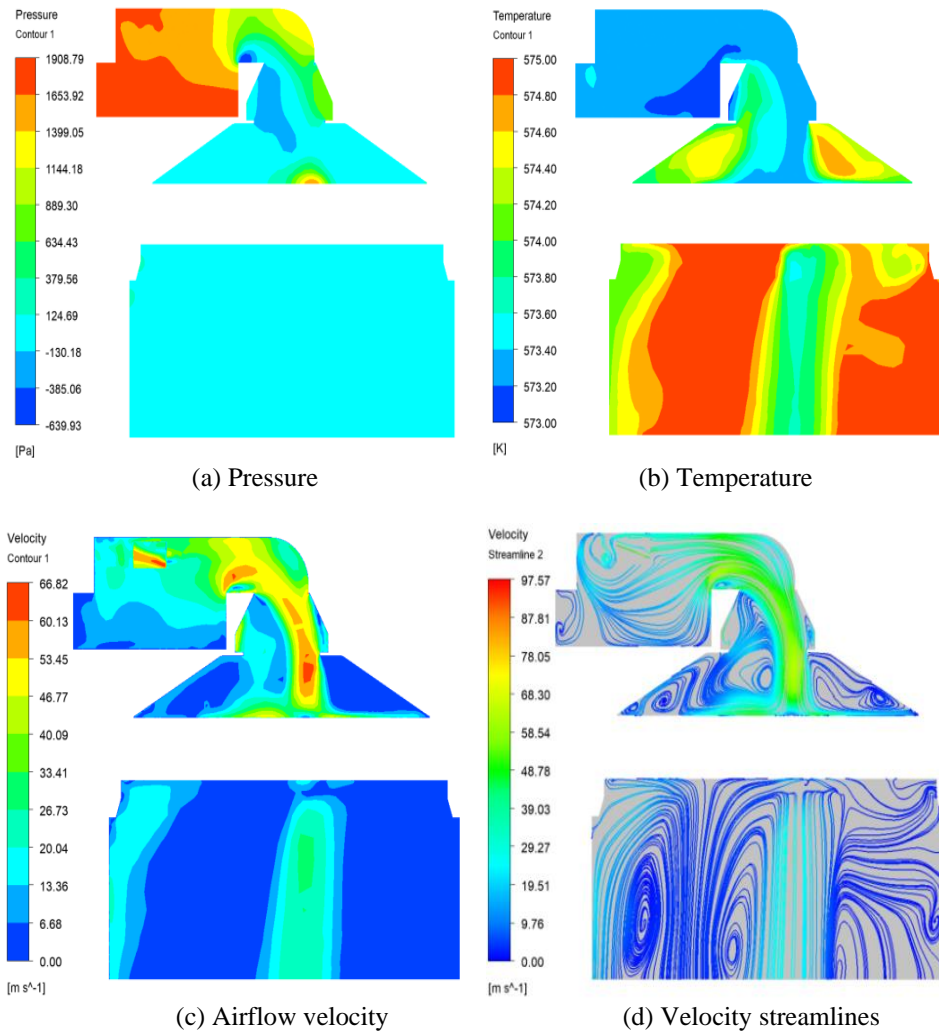 Pressure
Contour 1
1908.79
1653.92
1399.05
1144.18
889.30
634.43
379.56
124.69
-130.18
-385.06
-639.93
[Pa]
(a) Pressure
Temperature
Contour 1
575.00
574.80
574.60
574.40
574.20
574.00
573.80
573.60
573.40
573.20
573.00
[K]
(b) Temperature
Velocity
Contour 1
66.82
60.13
53.45
46.77
40.09
33.41
26.73
20.04
13.36
6.68
0.00
[m s^-1]
(c) Airflow velocity
Velocity
Streamline 2
97.57
87.81
78.05
68.30
58.54
48.78
39.03
29.27
19.51
9.76
0.00
[m s^-1]
(d) Velocity streamlines